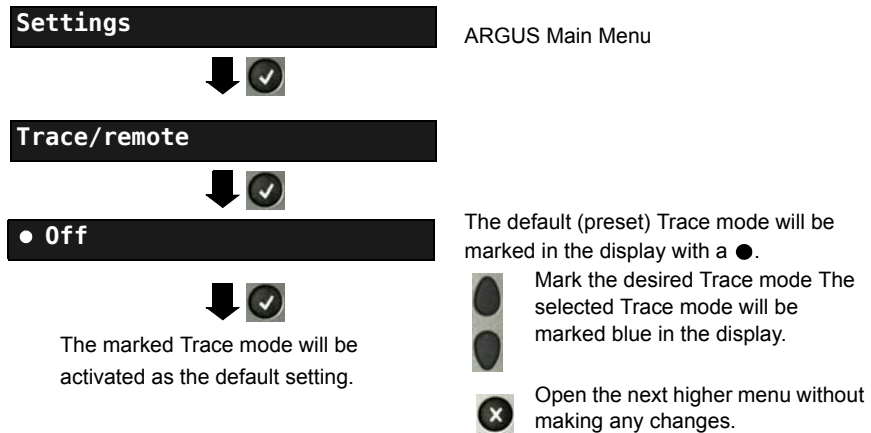 Settings
ARGUS Main Menu
Trace/remote
● Off
The default (preset) Trace mode will be
marked in the display with a ●.
Mark the desired Trace mode The
selected Trace mode will be
marked blue in the display.
The marked Trace mode will be
activated as the default setting.
Open the next higher menu without
making any changes.